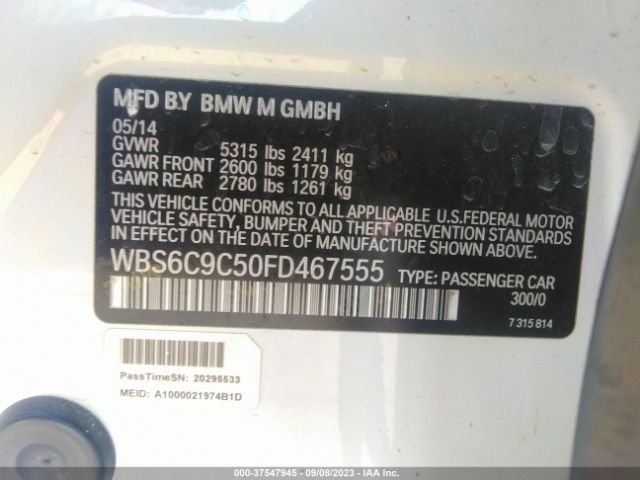 MFD BY BMW M GMBH
05/14
GVWR 5315 lbs 2411 kg
GAWR FRONT 2600 lbs 1179 kg
GAWR REAR 2780 lbs 1261 kg
THIS VEHICLE CONFORMS TO ALL APPLICABLE U.S.FEDERAL MOTOR
VEHICLE SAFETY, BUMPER AND THEFT PREVENTION STANDARDS
IN EFFECT ON THE DATE OF MANUFACTURE SHOWN ABOVE.
WBS6C9C50FD467555 TYPE: PASSENGER CAR
300/0
7 315 814
PassTimeSN: 20295533
MEID: A1000021974B1D
000-37547945 - 09/08/2023 - IAA Inc.